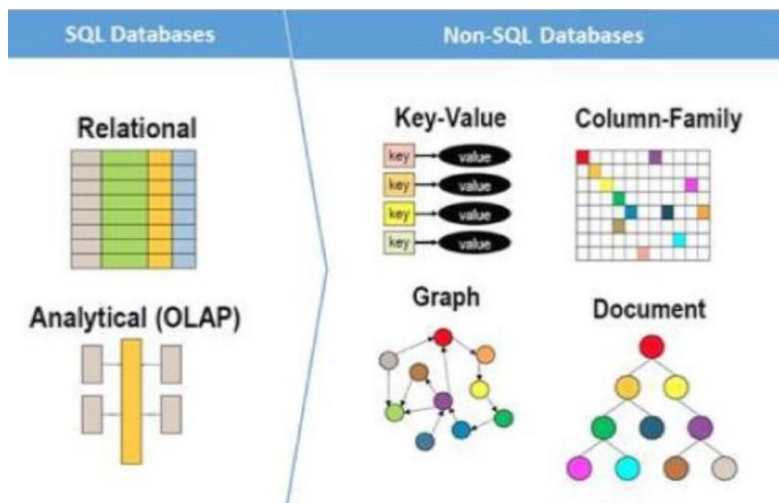 SQL Databases
Non-SQL Databases
Relational
Analytical (OLAP)
Key-Value
key value
key value
key value
key value
Column-Family
Graph
Document